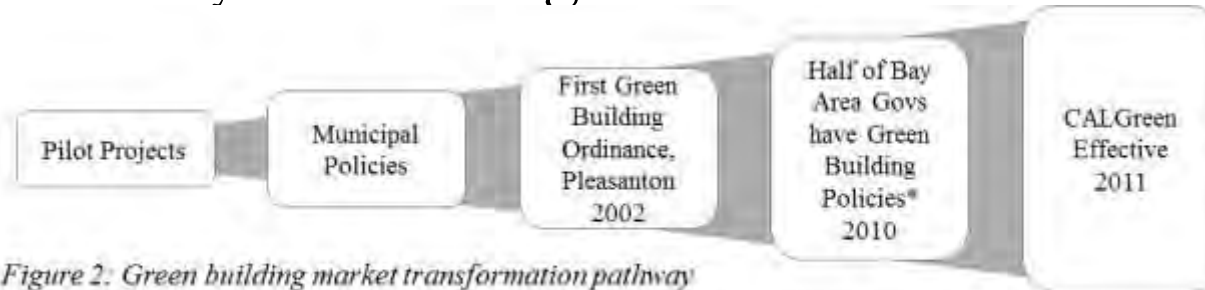 Pilot Projects
Municipal
Policies
First Green
Building
Ordinance,
Pleasanton
2002
Half of Bay
Area Govs
have Green
Building
Policies*
2010
CALGreen
Effective
2011
Figure 2: Green building market transformation pathway